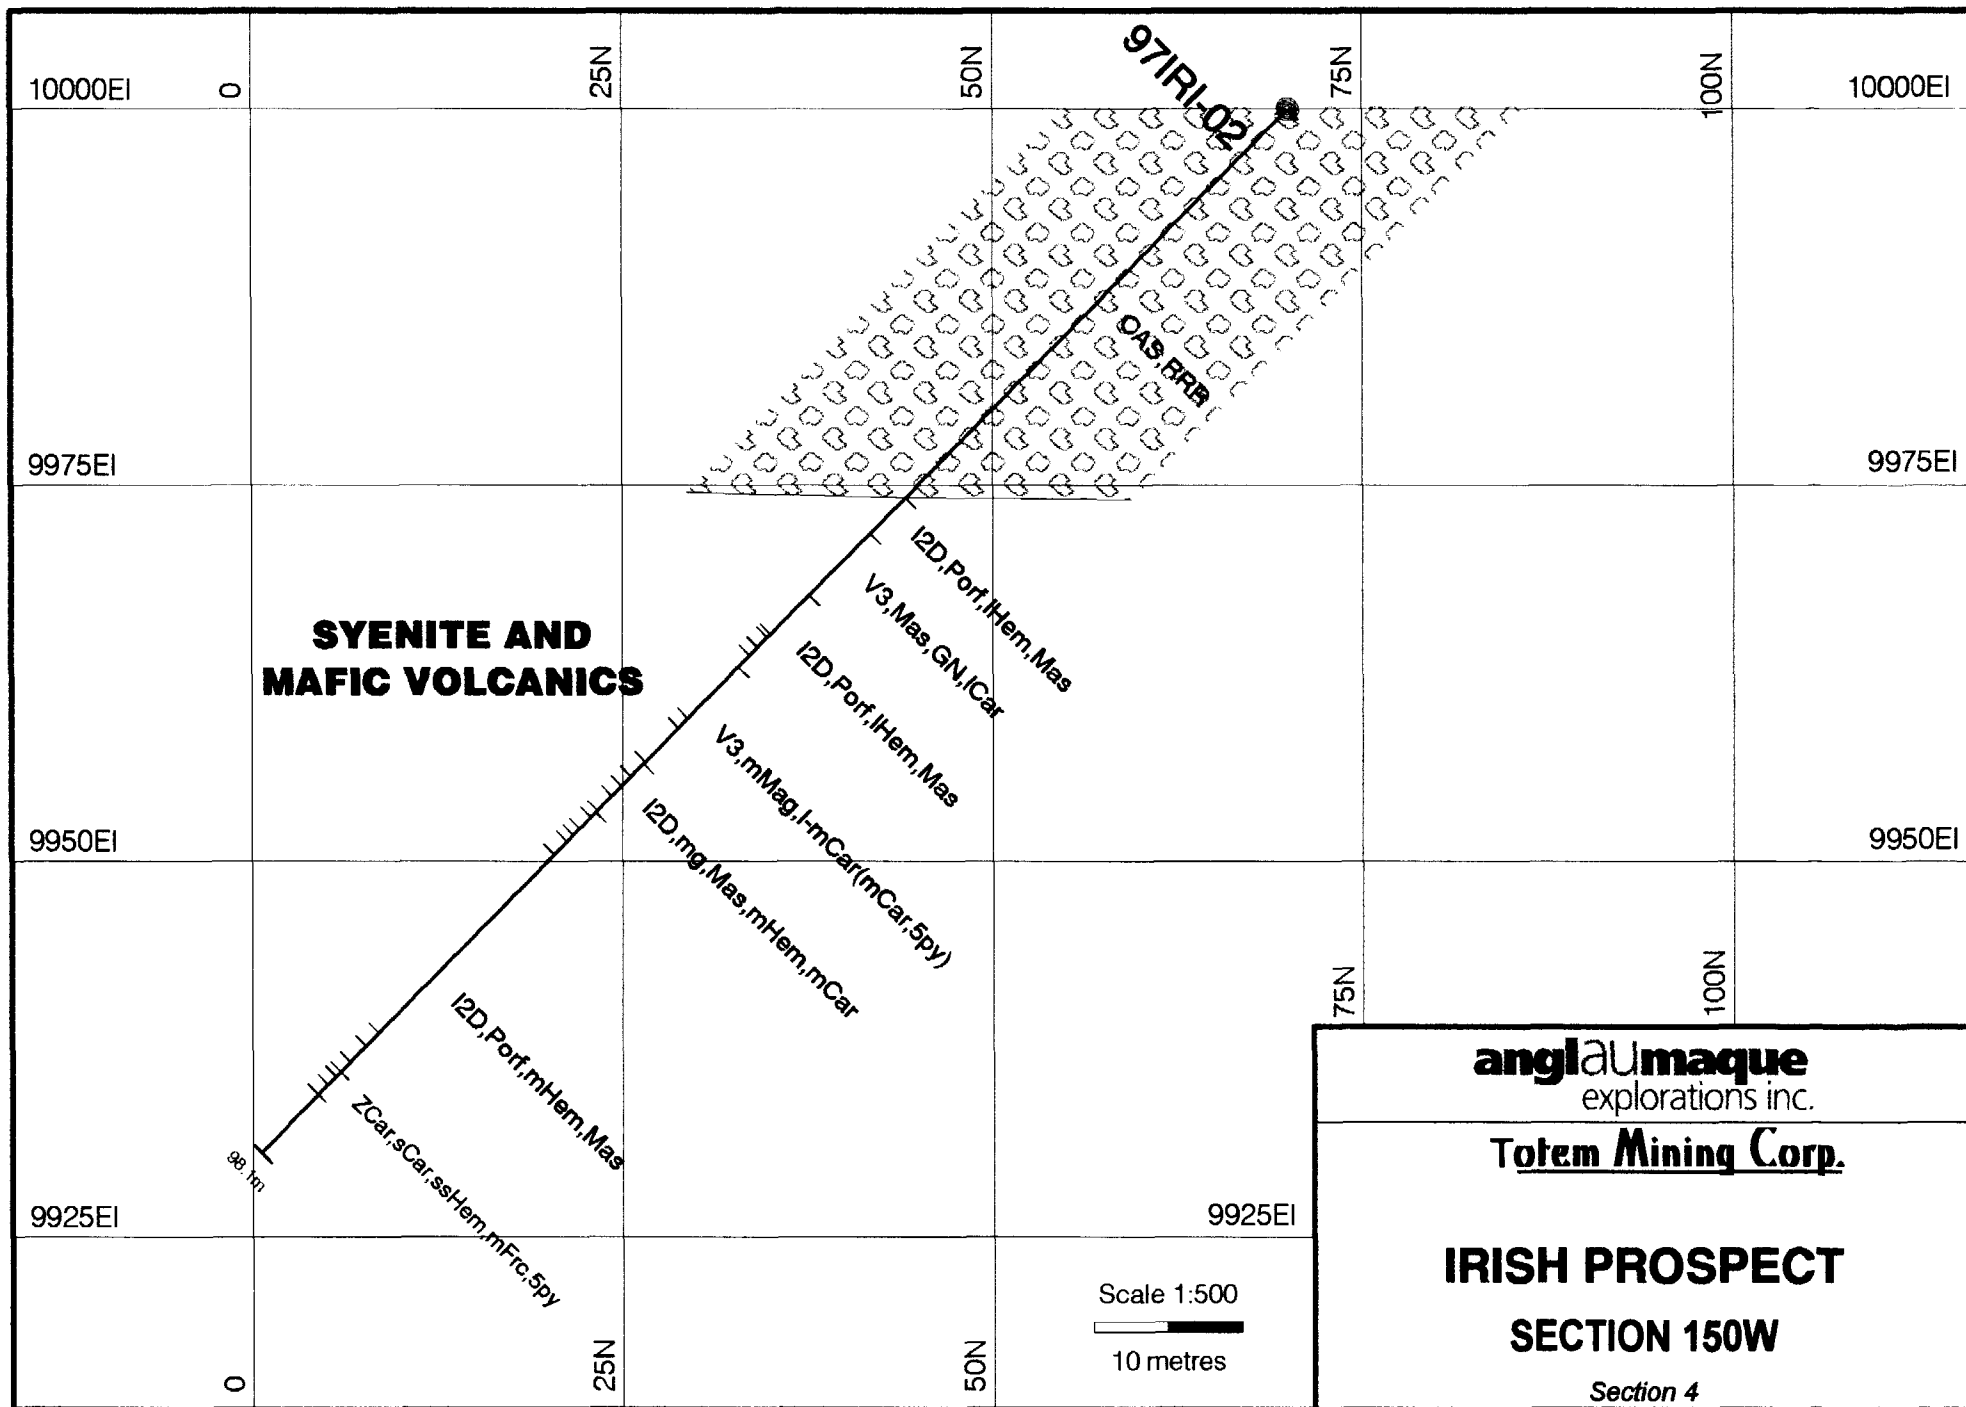 0
25N
50N
75N
100N
97IRI-02
10000El
10000El
OAS,RRR
9975El
9975El
I2D,Porf,lHem,Mas
V3,Mas,GN,lCar
I2D,Porf,lHem,Mas
SYENITE AND
MAFIC VOLCANICS
V3,mMag,l-mCar(mCar,5py)
I2D,mg,Mas,mHem,mCar
9950El
9950El
I2D,Porf,mHem,Mas
ZCar,sCar,ssHem,mFrc,5py
98.1m
75N
100N
9925El
9925El
0
25N
50N
Scale 1:500
10 metres
anglaumaque
explorations inc.
Totem Mining Corp.
IRISH PROSPECT
SECTION 150W
Section 4